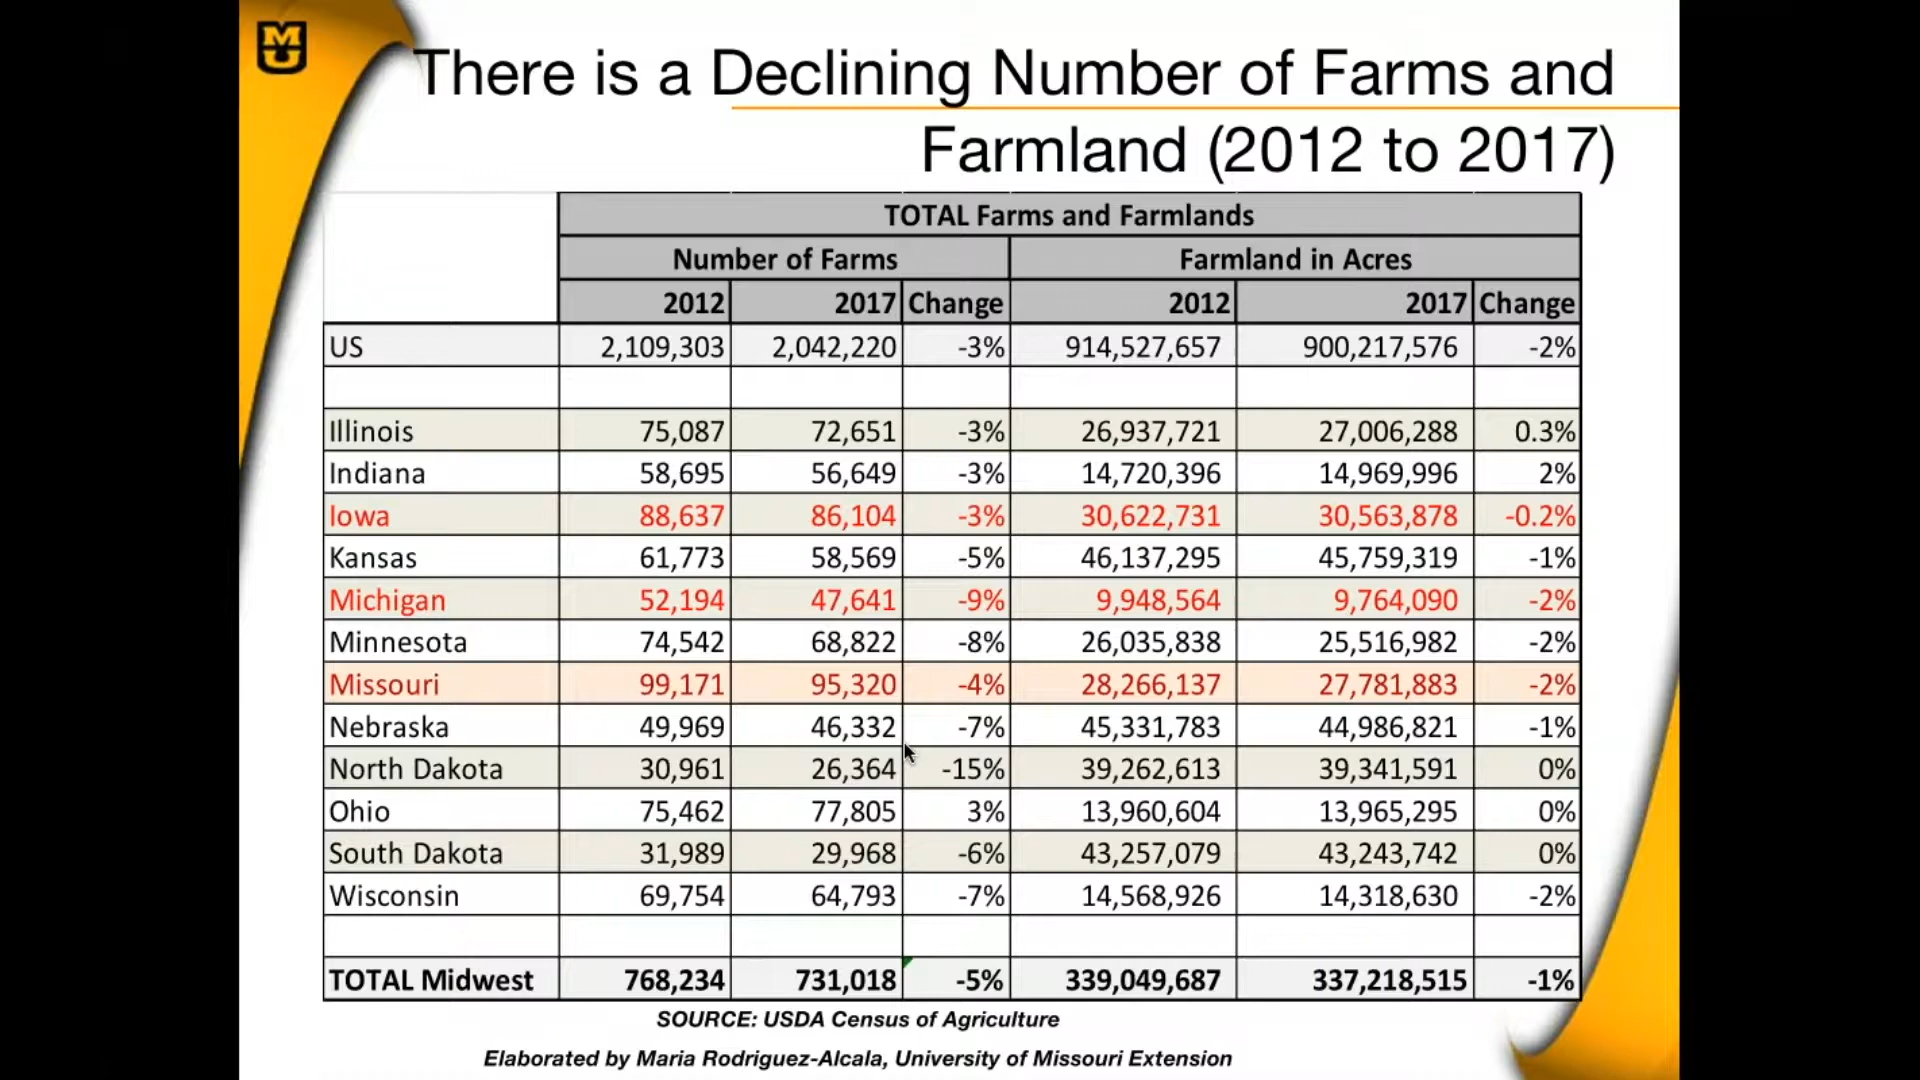 MU
There is a Declining Number of Farms and
Farmland (2012 to 2017)
TOTAL Farms and Farmlands
Number of Farms Farmland in Acres
2012 2017 Change 2012 2017 Change
US 2,109,303 2,042,220 -3% 914,527,657 900,217,576 -2%
Illinois 75,087 72,651 -3% 26,937,721 27,006,288 0.3%
Indiana 58,695 56,649 -3% 14,720,396 14,969,996 2%
Iowa 88,637 86,104 -3% 30,622,731 30,563,878 -0.2%
Kansas 61,773 58,569 -5% 46,137,295 45,759,319 -1%
Michigan 52,194 47,641 -9% 9,948,564 9,764,090 -2%
Minnesota 74,542 68,822 -8% 26,035,838 25,516,982 -2%
Missouri 99,171 95,320 -4% 28,266,137 27,781,883 -2%
Nebraska 49,969 46,332 -7% 45,331,783 44,986,821 -1%
North Dakota 30,961 26,364 -15% 39,262,613 39,341,591 0%
Ohio 75,462 77,805 3% 13,960,604 13,965,295 0%
South Dakota 31,989 29,968 -6% 43,257,079 43,243,742 0%
Wisconsin 69,754 64,793 -7% 14,568,926 14,318,630 -2%
TOTAL Midwest 768,234 731,018 -5% 339,049,687 337,218,515 -1%
SOURCE: USDA Census of Agriculture
Elaborated by Maria Rodriguez-Alcala, University of Missouri Extension